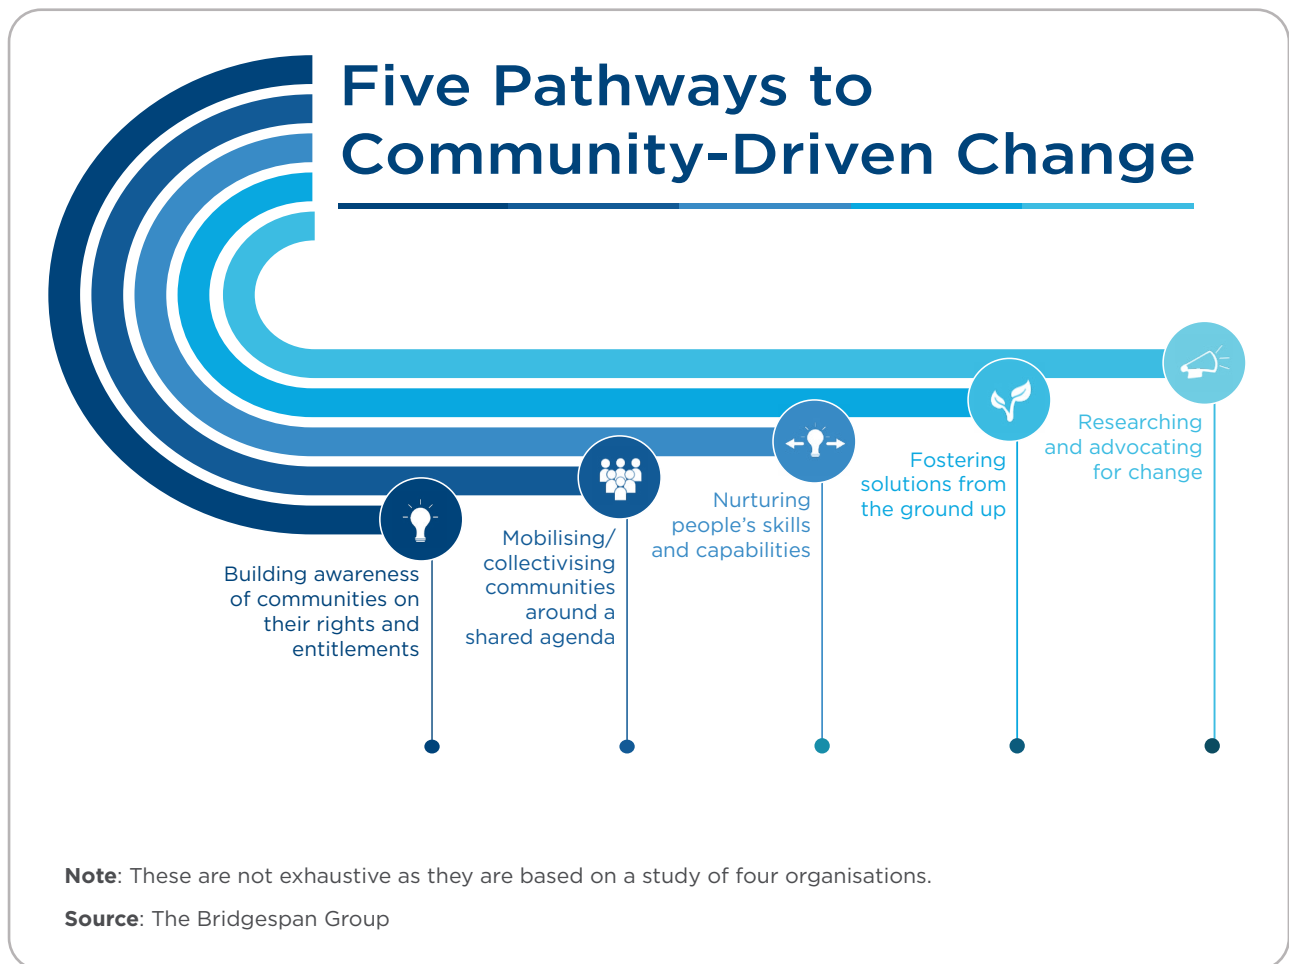 Five Pathways to
Community-Driven Change
Building awareness
of communities on
their rights and
entitlements
Mobilising/
collectivising
communities
around a
shared agenda
Nurturing
people’s skills
and capabilities
Fostering
solutions from
the ground up
Researching
and advocating
for change
Note: These are not exhaustive as they are based on a study of four organisations.
Source: The Bridgespan Group